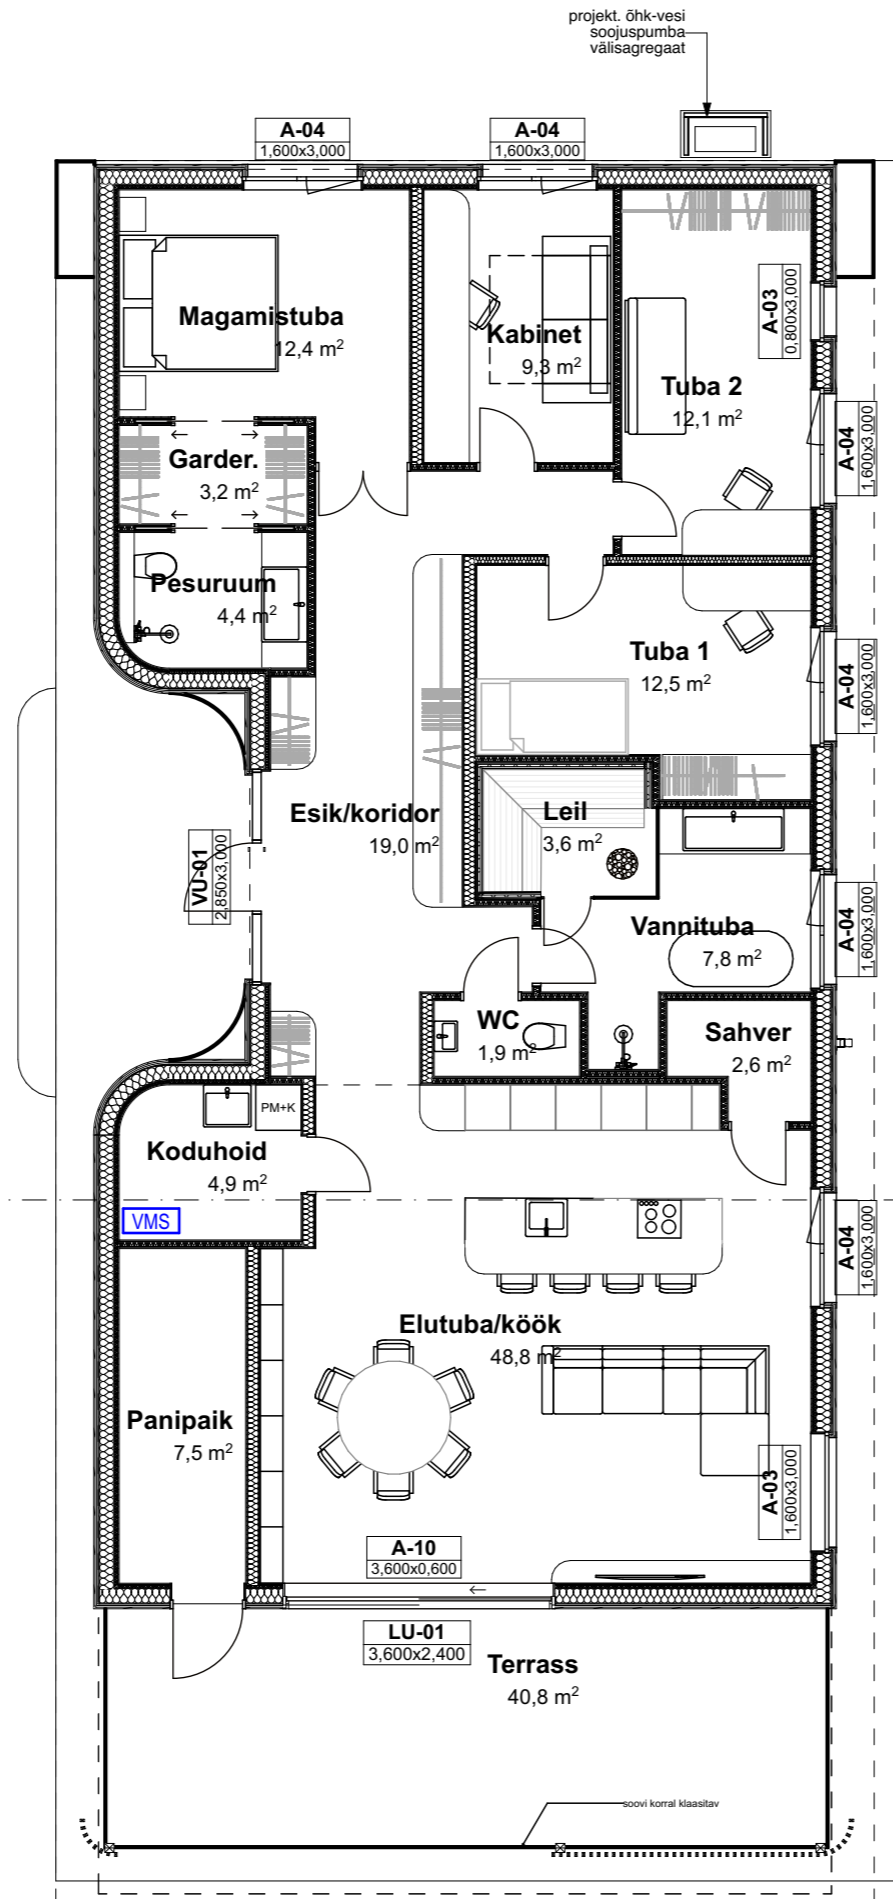 projekt. õhk-vesi
soojuspumba
välisagregaat
A-04
1,600x3,000
A-04
1,600x3,000
A-03
0,800x3,000
Magamistuba
12,4 m²
Kabinet
9,3 m²
Tuba 2
12,1 m²
A-04
1,600x3,000
Garder.
3,2 m²
Pesuruum
4,4 m²
Tuba 1
12,5 m²
A-04
1,600x3,000
Esik/koridor
19,0 m²
Leil
3,6 m²
VU-01
2,850x3,000
Vannituba
7,8 m²
A-04
1,600x3,000
WC
1,9 m²
Sahver
2,6 m²
PM+K
Koduhoid
4,9 m²
VMS
A-04
1,600x3,000
Elutuba/köök
48,8 m²
Panipaik
7,5 m²
A-03
1,600x3,000
A-10
3,600x0,600
LU-01
3,600x2,400
Terrass
40,8 m²
soovi korral klaasitav